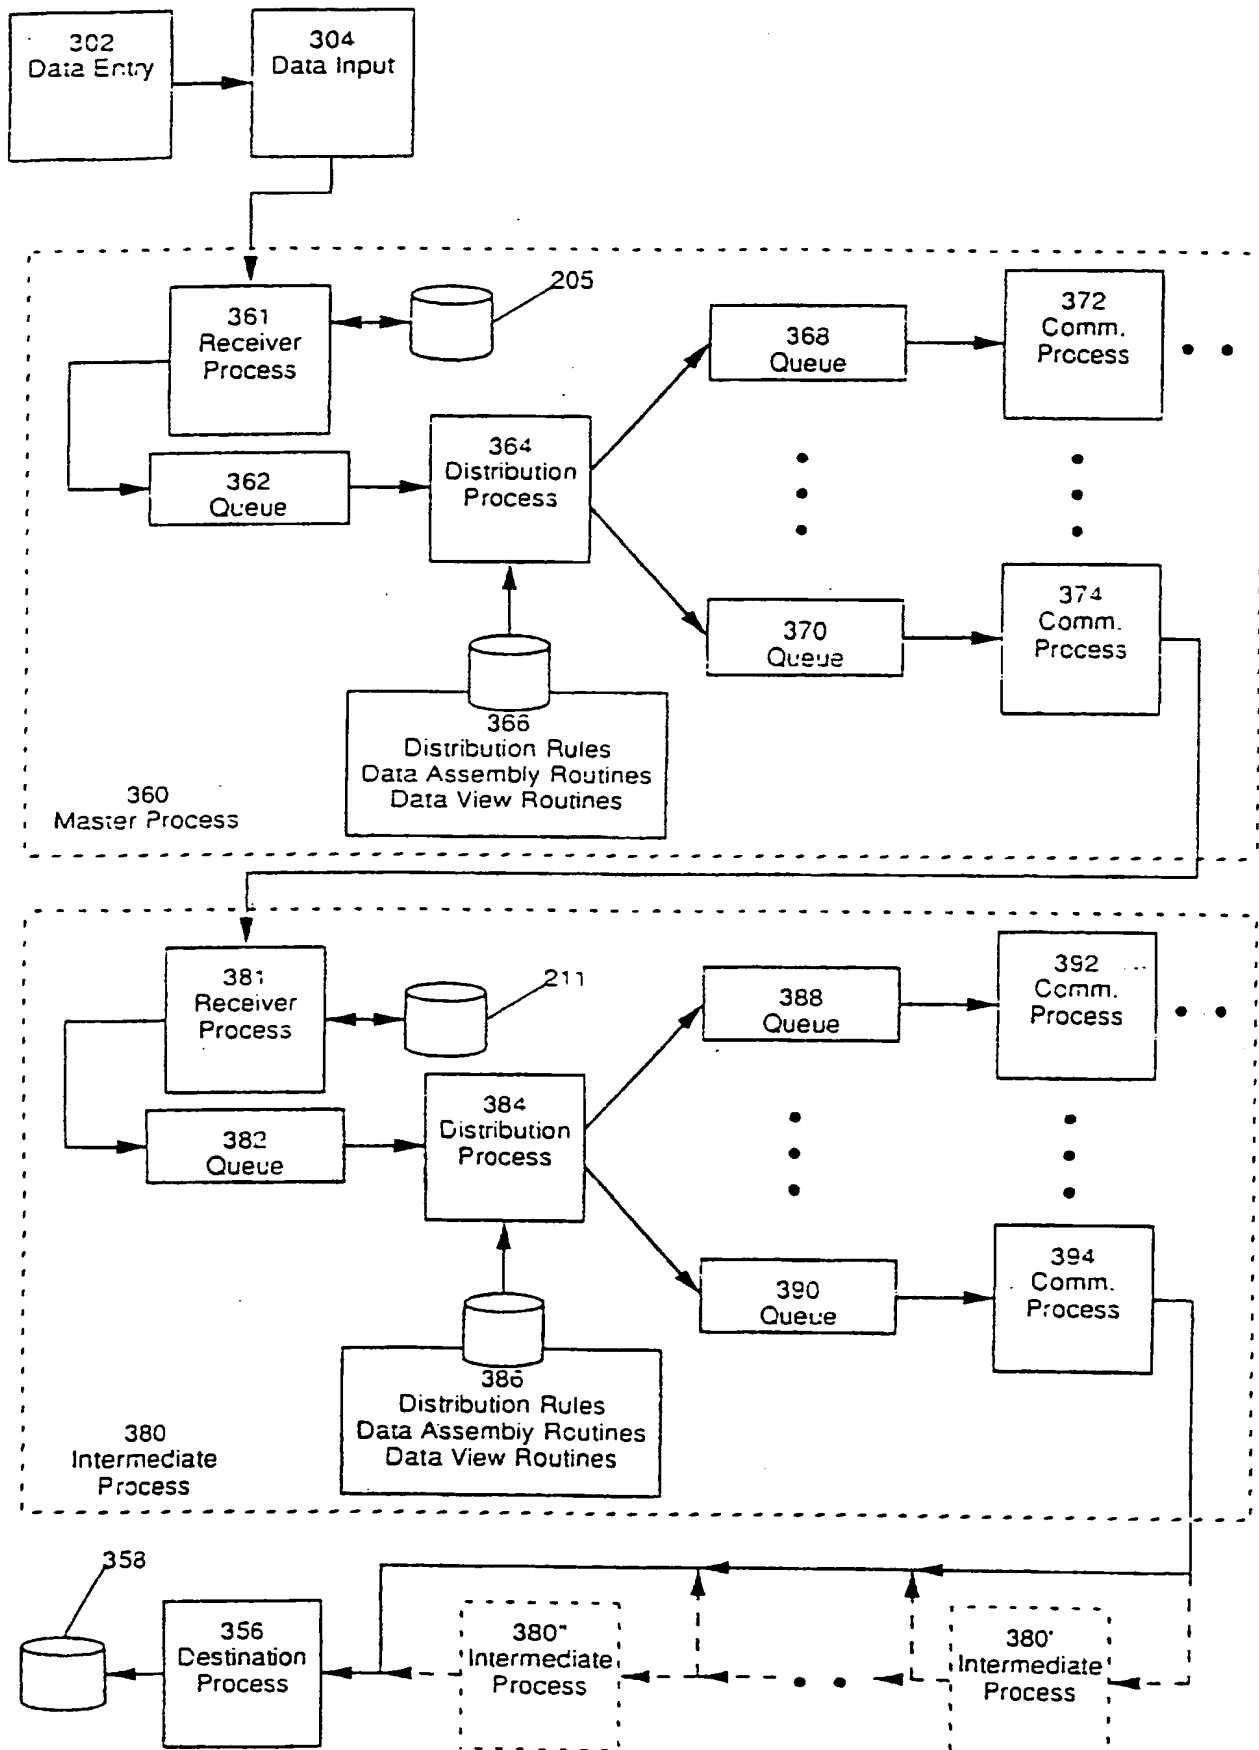 302
Data Entry
304
Data Input
361
Receiver
Process
205
368
Queue
372
Comm.
Process
362
Queue
364
Distribution
Process
370
Queue
374
Comm.
Process
366
Distribution Rules
Data Assembly Routines
Data View Routines
360
Master Process
381
Receiver
Process
211
388
Queue
392
Comm.
Process
382
Queue
384
Distribution
Process
390
Queue
394
Comm.
Process
386
Distribution Rules
Data Assembly Routines
Data View Routines
380
Intermediate
Process
358
356
Destination
Process
380"
Intermediate
Process
380'
Intermediate
Process